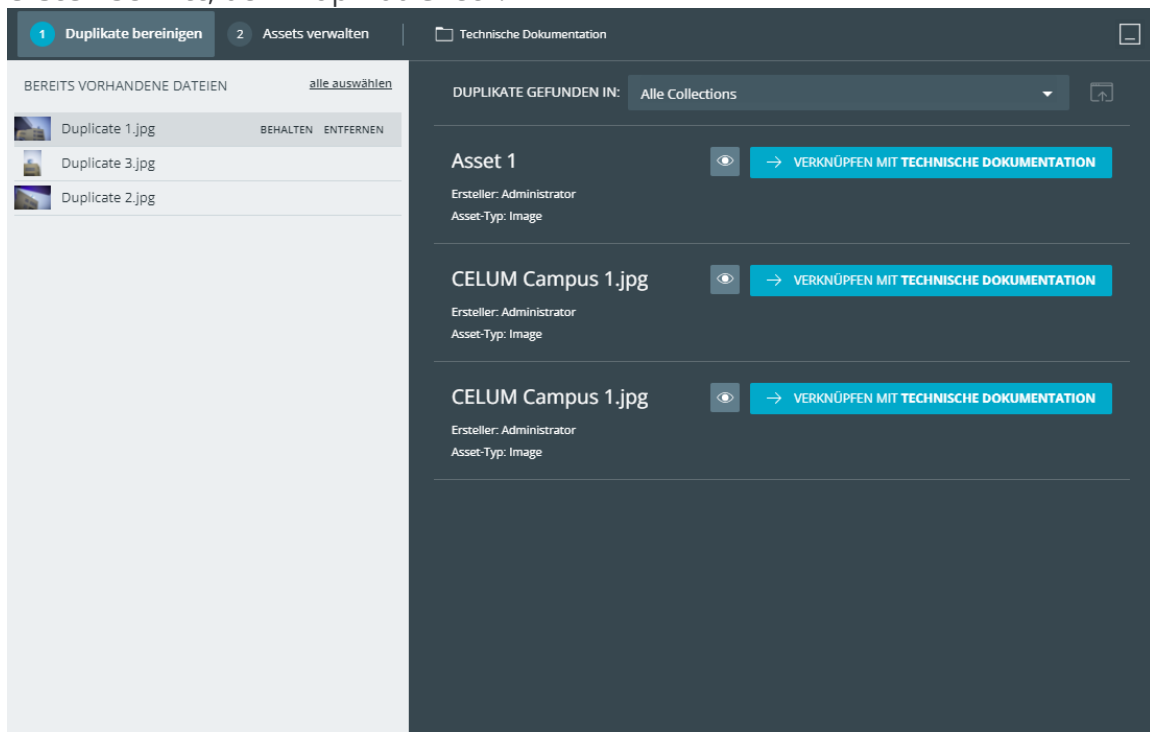 1 Duplikate bereinigen 2 Assets verwalten Technische Dokumentation
BEREITS VORHANDENE DATEIEN alle auswählen
Duplicate 1.jpg BEHALTEN ENTFERNEN
Duplicate 3.jpg
Duplicate 2.jpg
DUPLIKATE GEFUNDEN IN: Alle Collections
Asset 1 VERKNÜPFEN MIT TECHNISCHE DOKUMENTATION
Ersteller: Administrator
Asset-Typ: Image
CELUM Campus 1.jpg VERKNÜPFEN MIT TECHNISCHE DOKUMENTATION
Ersteller: Administrator
Asset-Typ: Image
CELUM Campus 1.jpg VERKNÜPFEN MIT TECHNISCHE DOKUMENTATION
Ersteller: Administrator
Asset-Typ: Image